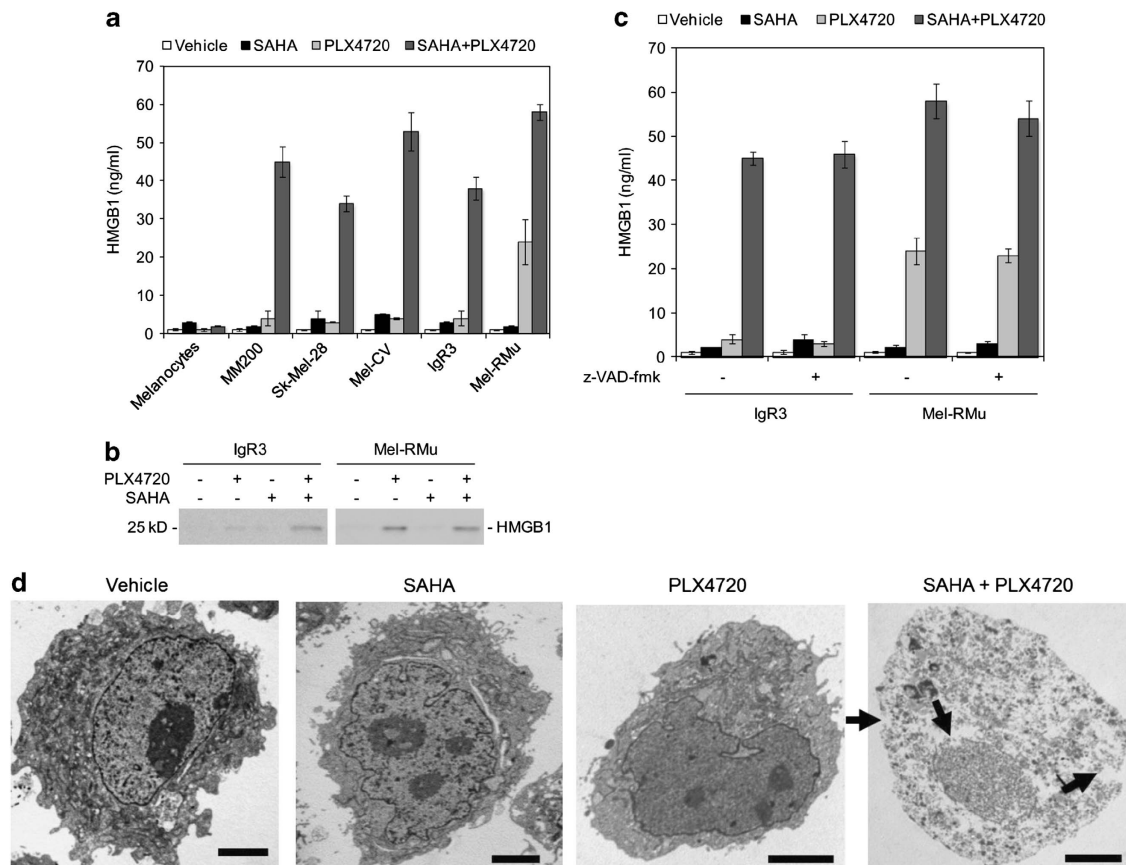 a
Vehicle SAHA PLX4720 SAHA+PLX4720
HMGB1 (ng/ml)
70
60
50
40
30
20
10
0
Melanocytes MM200 Sk-Mel-28 Mel-CV IgR3 Mel-RMu
b
IgR3 Mel-RMu
PLX4720 - + - + - + - +
SAHA - - + + - - + +
25 kD - - HMGB1
c
Vehicle SAHA PLX4720 SAHA+PLX4720
HMGB1 (ng/ml)
70
60
50
40
30
20
10
0
z-VAD-fmk - + - +
IgR3 Mel-RMu
d
Vehicle SAHA PLX4720 SAHA + PLX4720